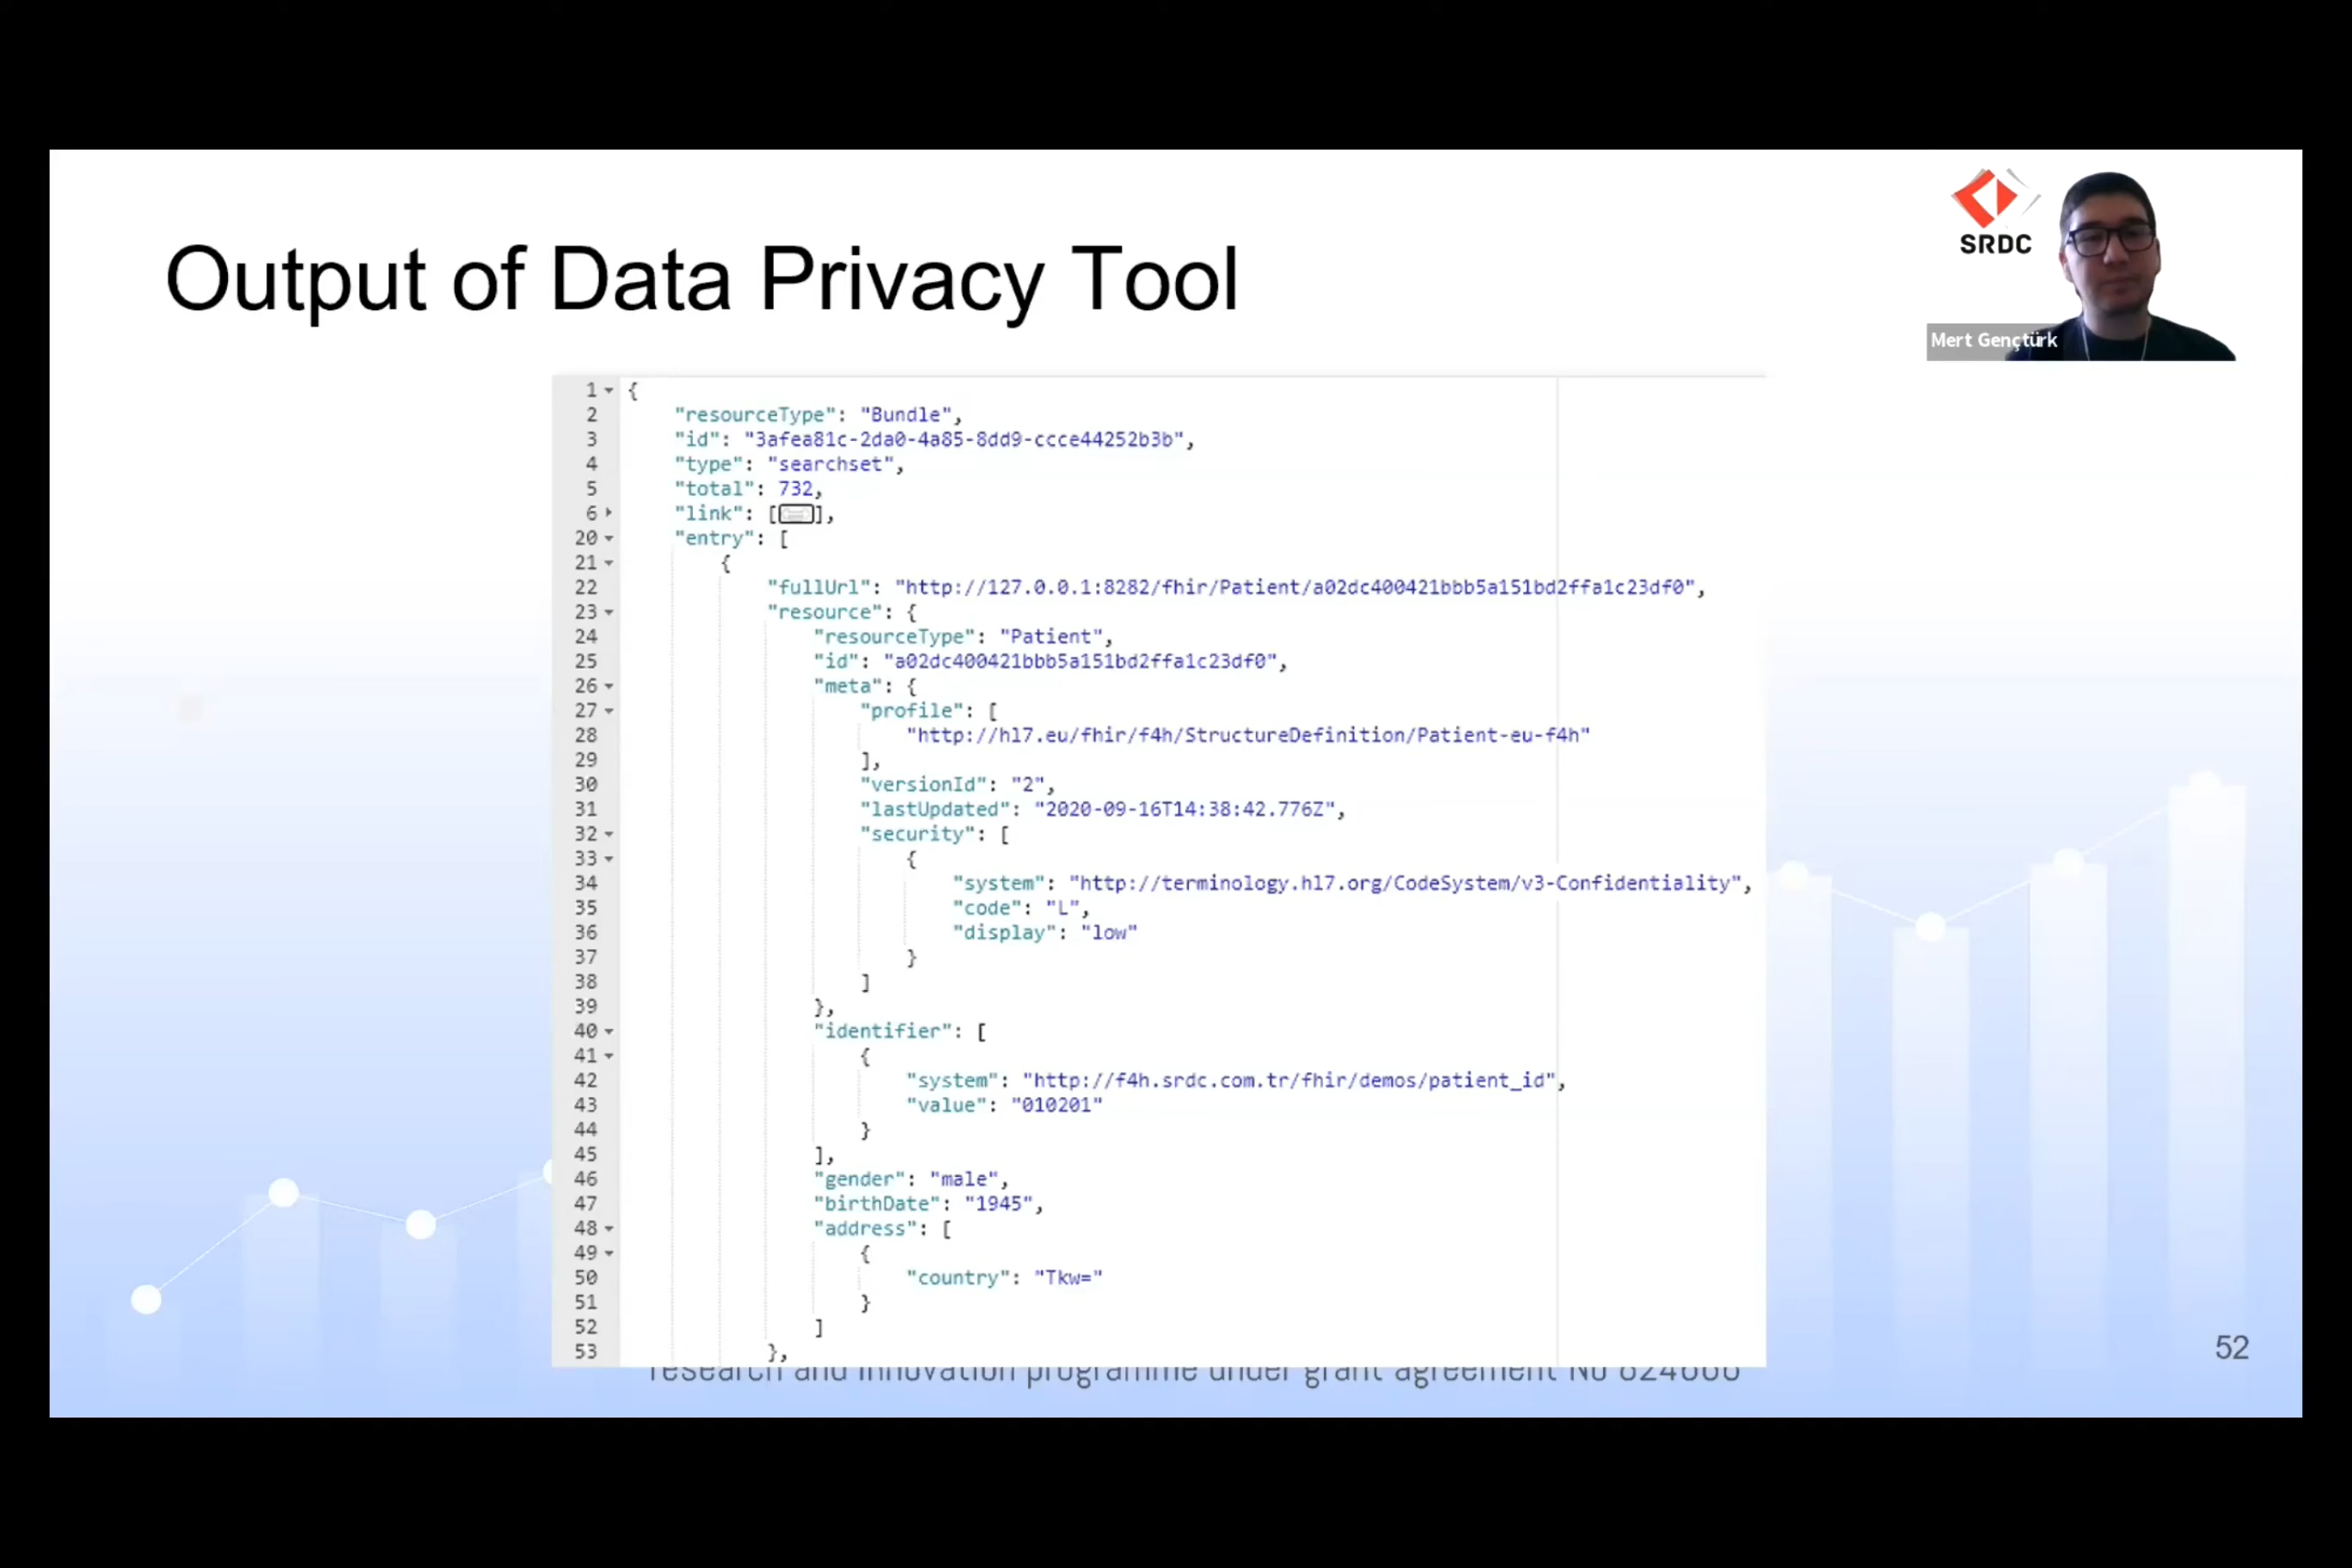 Output of Data Privacy Tool
SRDC
Mert Gençtürk
1 {
2 "resourceType": "Bundle",
3 "id": "3afea81c-2da0-4a85-8dd9-ccce44252b3b",
4 "type": "searchset",
5 "total": 732,
6 "link": [],
20 "entry": [
21 {
22 "fullUrl": "http://127.0.0.1:8282/fhir/Patient/a02dc400421bbb5a151bd2ffa1c23df0",
23 "resource": {
24 "resourceType": "Patient",
25 "id": "a02dc400421bbb5a151bd2ffa1c23df0",
26 "meta": {
27 "profile": [
28 "http://hl7.eu/fhir/f4h/StructureDefinition/Patient-eu-f4h"
29 ],
30 "versionId": "2",
31 "lastUpdated": "2020-09-16T14:38:42.776Z",
32 "security": [
33 {
34 "system": "http://terminology.hl7.org/CodeSystem/v3-Confidentiality",
35 "code": "L",
36 "display": "low"
37 }
38 ]
39 },
40 "identifier": [
41 {
42 "system": "http://f4h.srdc.com.tr/fhir/demos/patient_id",
43 "value": "010201"
44 }
45 ],
46 "gender": "male",
47 "birthDate": "1945",
48 "address": [
49 {
50 "country": "Tkw="
51 }
52 ]
53 },
research and innovation programme under grant agreement No 824666
52